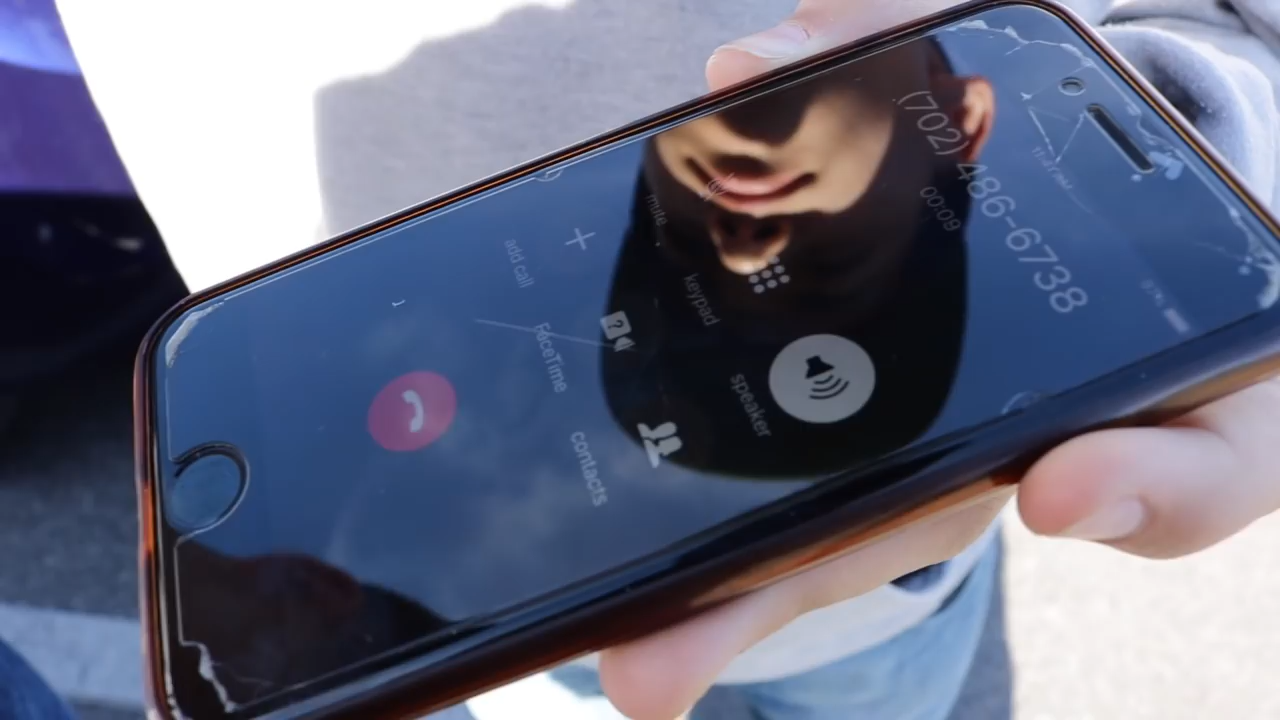 (702) 486-6738
00:09
mute
keypad
speaker
add call
FaceTime
contacts